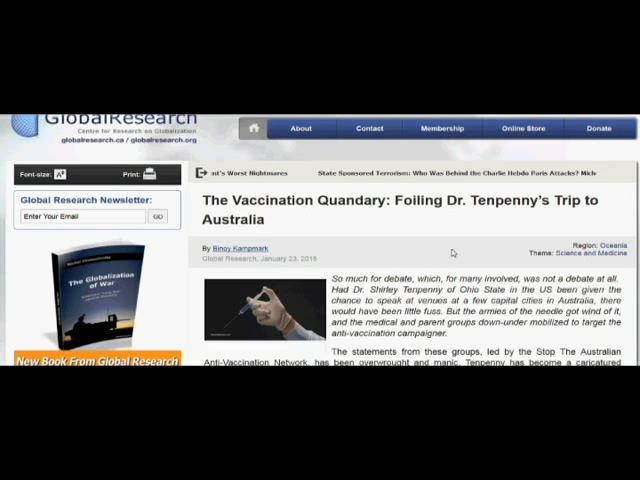 GlobalResearch
Centre for Research on Globalization
globalresearch.ca / globalresearch.org
About
Contact
Membership
Online Store
Donate
Font-size:
Print:
nt's Worst Nightmares
State Sponsored Terrorism: Who Was Behind the Charlie Hebdo Paris Attacks? Mich
Global Research Newsletter:
Enter Your Email
GO
The Globalization
of War
New Book From Global Research
The Vaccination Quandary: Foiling Dr. Tenpenny's Trip to
Australia
By Binoy Kampmark
Global Research, January 23, 2015
Region: Oceania
Theme: Science and Medicine
So much for debate, which, for many involved, was not a debate at all.
Had Dr. Shirley Tenpenny of Ohio State in the US been given the
chance to speak at venues at a few capital cities in Australia, there
would have been little fuss. But the armies of the needle got wind of it,
and the medical and parent groups down-under mobilized to target the
anti-vaccination campaigner.
The statements from these groups, led by the Stop The Australian
Anti-Vaccination Network, has been overwrought and manic. Tenpenny has become a caricatured